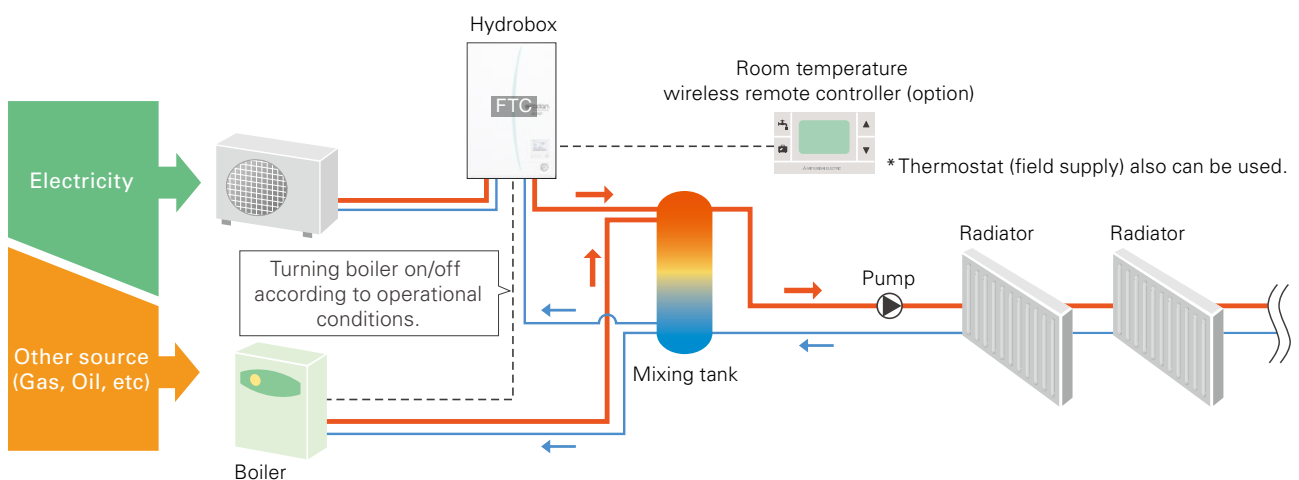 Hydrobox
FTC
Room temperature
wireless remote controller (option)
* Thermostat (field supply) also can be used.
Electricity
Turning boiler on/off
according to operational
conditions.
Radiator
Radiator
Pump
Other source
(Gas, Oil, etc)
Mixing tank
Boiler